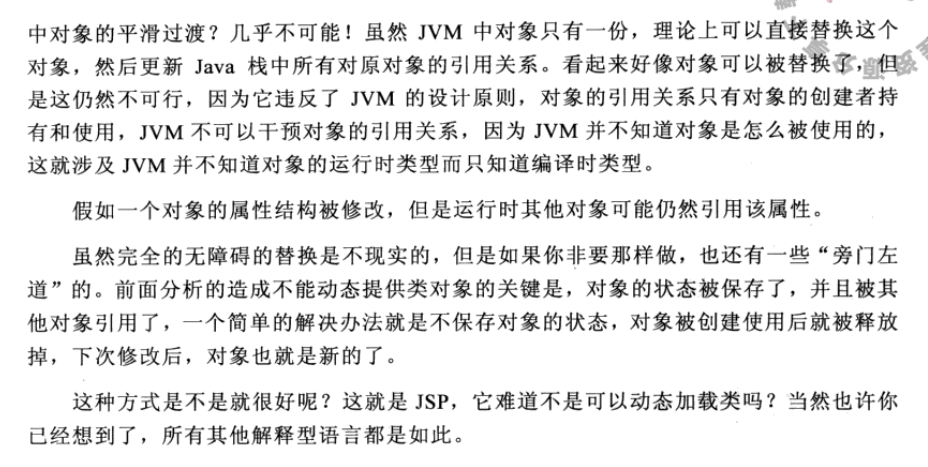 中对象的平滑过渡？几乎不可能！虽然 JVM 中对象只有一份，理论上可以直接替换这个
对象，然后更新 Java 栈中所有对原对象的引用关系。看起来好像对象可以被替换了，但
是这仍然不可行，因为它违反了 JVM 的设计原则，对象的引用关系只有对象的创建者持
有和使用，JVM 不可以干预对象的引用关系，因为 JVM 并不知道对象是怎么被使用的，
这就涉及 JVM 并不知道对象的运行时类型而只知道编译时类型。
假如一个对象的属性结构被修改，但是运行时其他对象可能仍然引用该属性。
虽然完全的无障碍的替换是不现实的，但是如果你非要那样做，也还有一些“旁门左
道”的。前面分析的造成不能动态提供类对象的关键是，对象的状态被保存了，并且被其
他对象引用了，一个简单的解决办法就是不保存对象的状态，对象被创建使用后就被释放
掉，下次修改后，对象也就是新的了。
这种方式是不是就很好呢？这就是 JSP，它难道不是可以动态加载类吗？当然也许你
已经想到了，所有其他解释型语言都是如此。